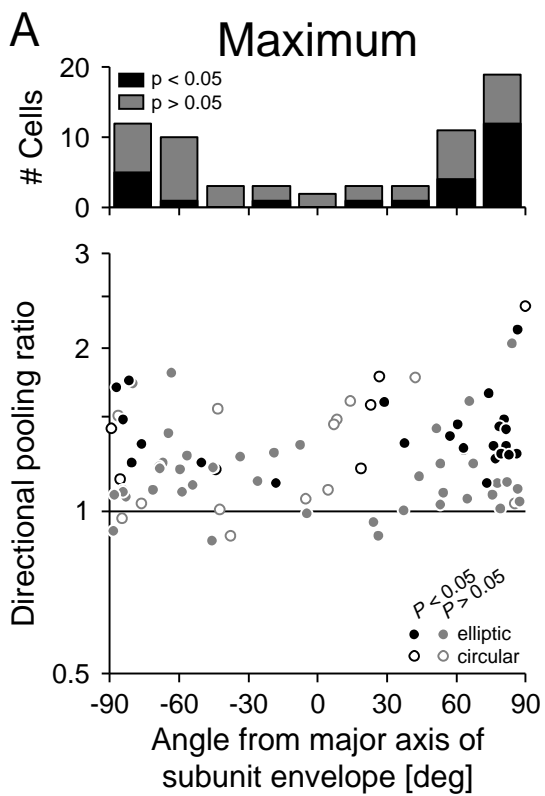 A
Maximum
20
10
0
# Cells
p < 0.05
p > 0.05
3
2
1
0.5
Directional pooling ratio
P < 0.05
P > 0.05
elliptic
circular
-90 -60 -30 0 30 60 90
Angle from major axis of
subunit envelope [deg]